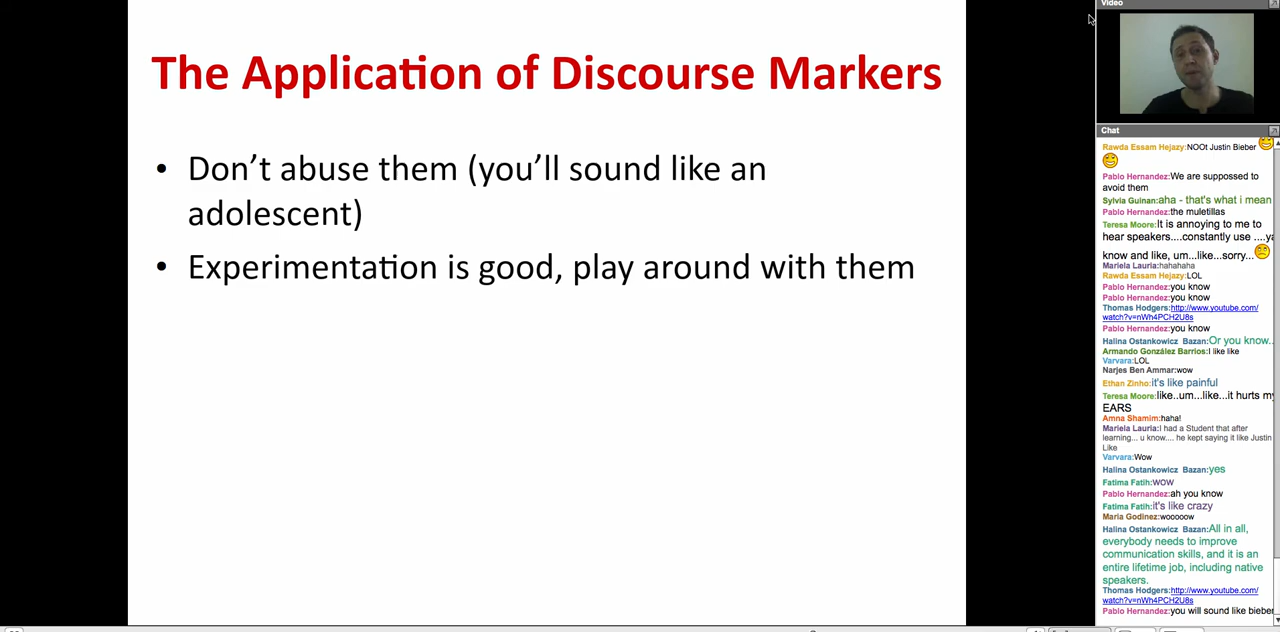 The Application of Discourse Markers
• Don't abuse them (you'll sound like an
adolescent)
• Experimentation is good, play around with them
Video
Chat
Rawda Essam Hejazy:NOOt Justin Bieber
Pablo Hernandez:We are suppossed to
avoid them
Sylvia Guinan:aha - that's what i mean
Pablo Hernandez:the muletillas
Teresa Moore:It is annoying to me to
hear speakers....constantly use ....ya
know and like, um...like...sorry...
Mariela Lauria:hahahaha
Rawda Essam Hejazy:LOL
Pablo Hernandez:you know
Pablo Hernandez:you know
Thomas Hodgers:http://www.youtube.com/
watch?v=nWh4PCH2U8s
Pablo Hernandez:you know
Halina Ostankowicz Bazan:Or you know..
Armando González Barrios:I like like
Varvara:LOL
Narjes Ben Ammar:wow
Ethan Zinho:it's like painful
Teresa Moore:like..um...like...it hurts my
EARS
Amna Shamim:haha!
Mariela Lauria:I had a Student that after
learning... u know.... he kept saying it like Justin
Like
Varvara:Wow
Halina Ostankowicz Bazan:yes
Fatima Fatih:WOW
Pablo Hernandez:ah you know
Fatima Fatih:it's like crazy
Maria Godinez:wooooow
Halina Ostankowicz Bazan:All in all,
everybody needs to improve
communication skills, and it is an
entire lifetime job, including native
speakers.
Thomas Hodgers:http://www.youtube.com/
watch?v=nWh4PCH2U8s
Pablo Hernandez:you will sound like bieber